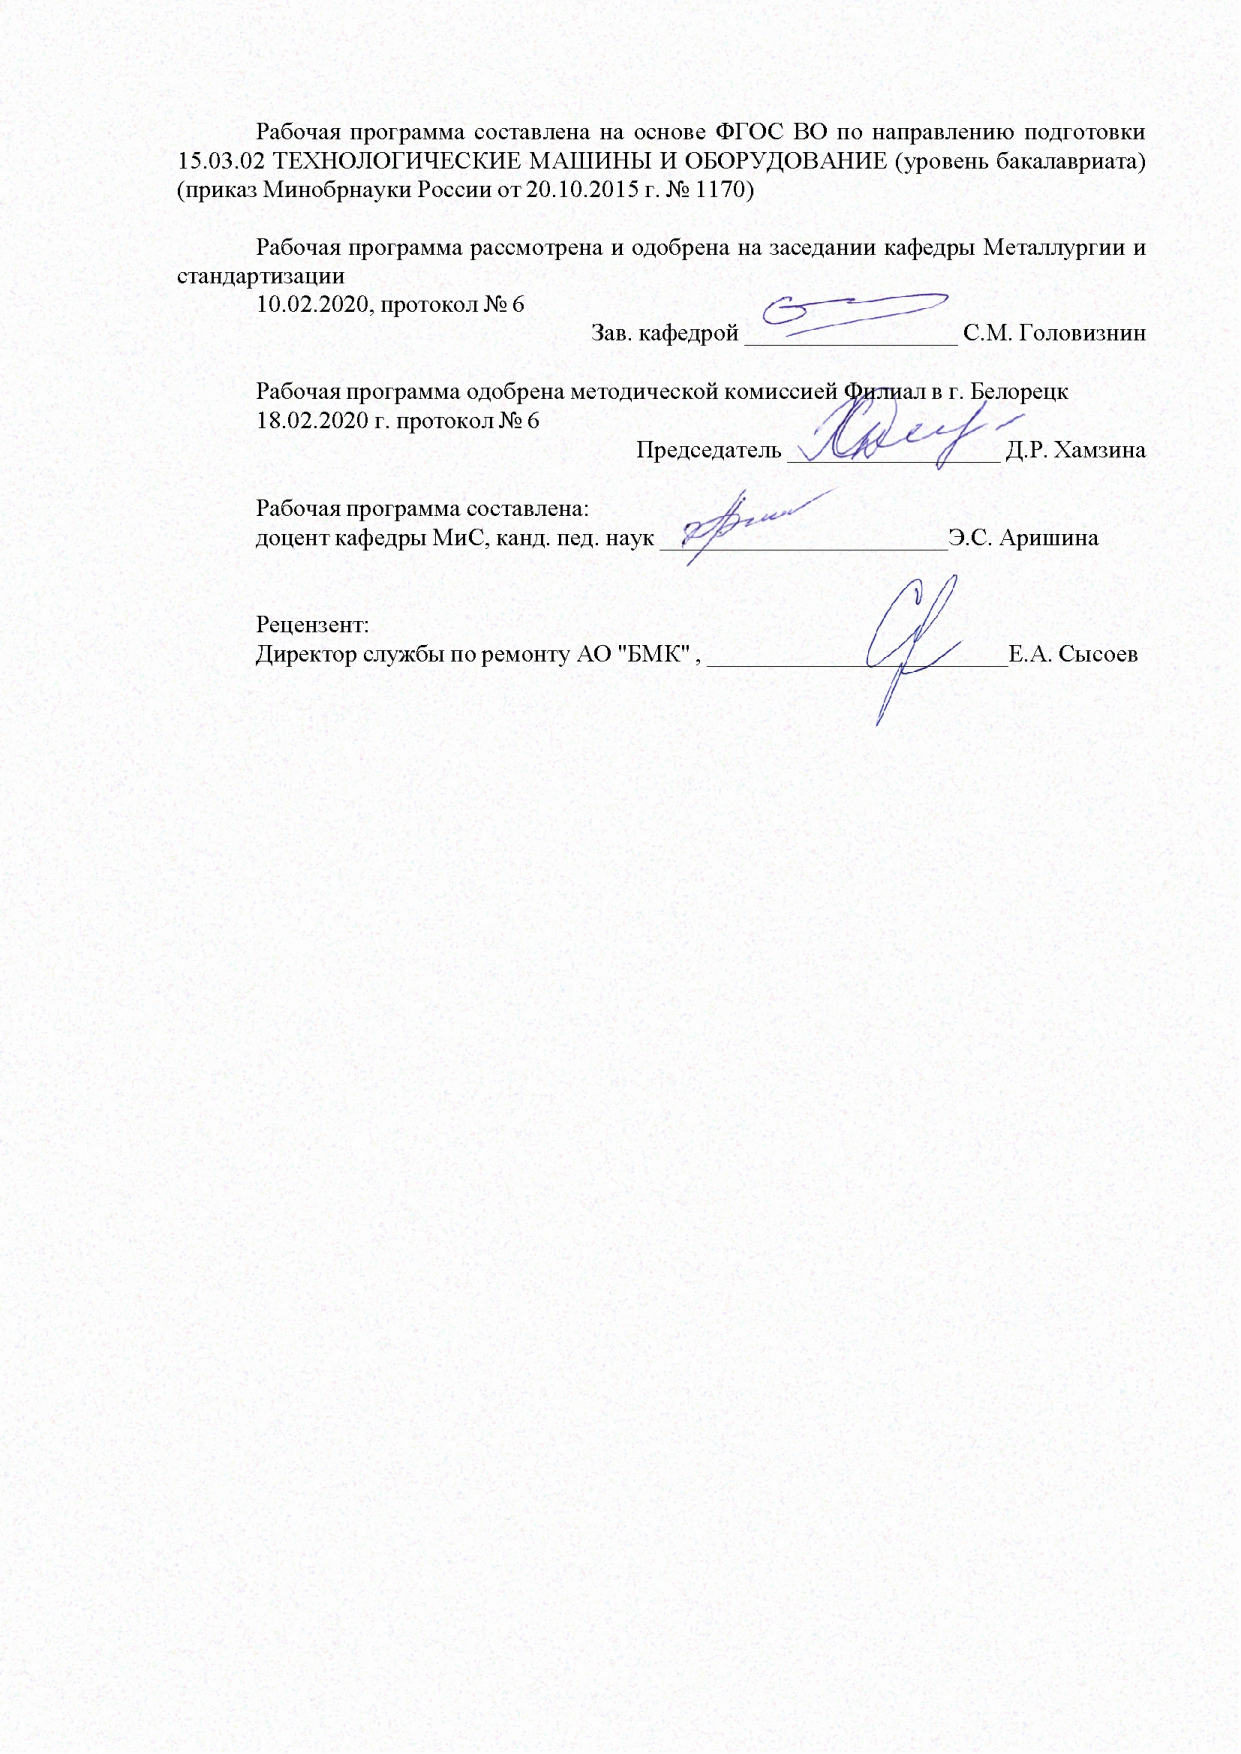 Рабочая программа составлена на основе ФГОС ВО по направлению подготовки
15.03.02 ТЕХНОЛОГИЧЕСКИЕ МАШИНЫ И ОБОРУДОВАНИЕ (уровень бакалавриата)
(приказ Минобрнауки России от 20.10.2015 г. № 1170)
Рабочая программа рассмотрена и одобрена на заседании кафедры Металлургии и
стандартизации
10.02.2020, протокол № 6
Зав. кафедрой _________________ С.М. Головизнин
Рабочая программа одобрена методической комиссией Филиал в г. Белорецк
18.02.2020 г. протокол № 6
Председатель _________________ Д.Р. Хамзина
Рабочая программа составлена:
доцент кафедры МиС, канд. пед. наук _______________________Э.С. Аришина
Рецензент:
Директор службы по ремонту АО "БМК" , ________________________Е.А. Сысоев